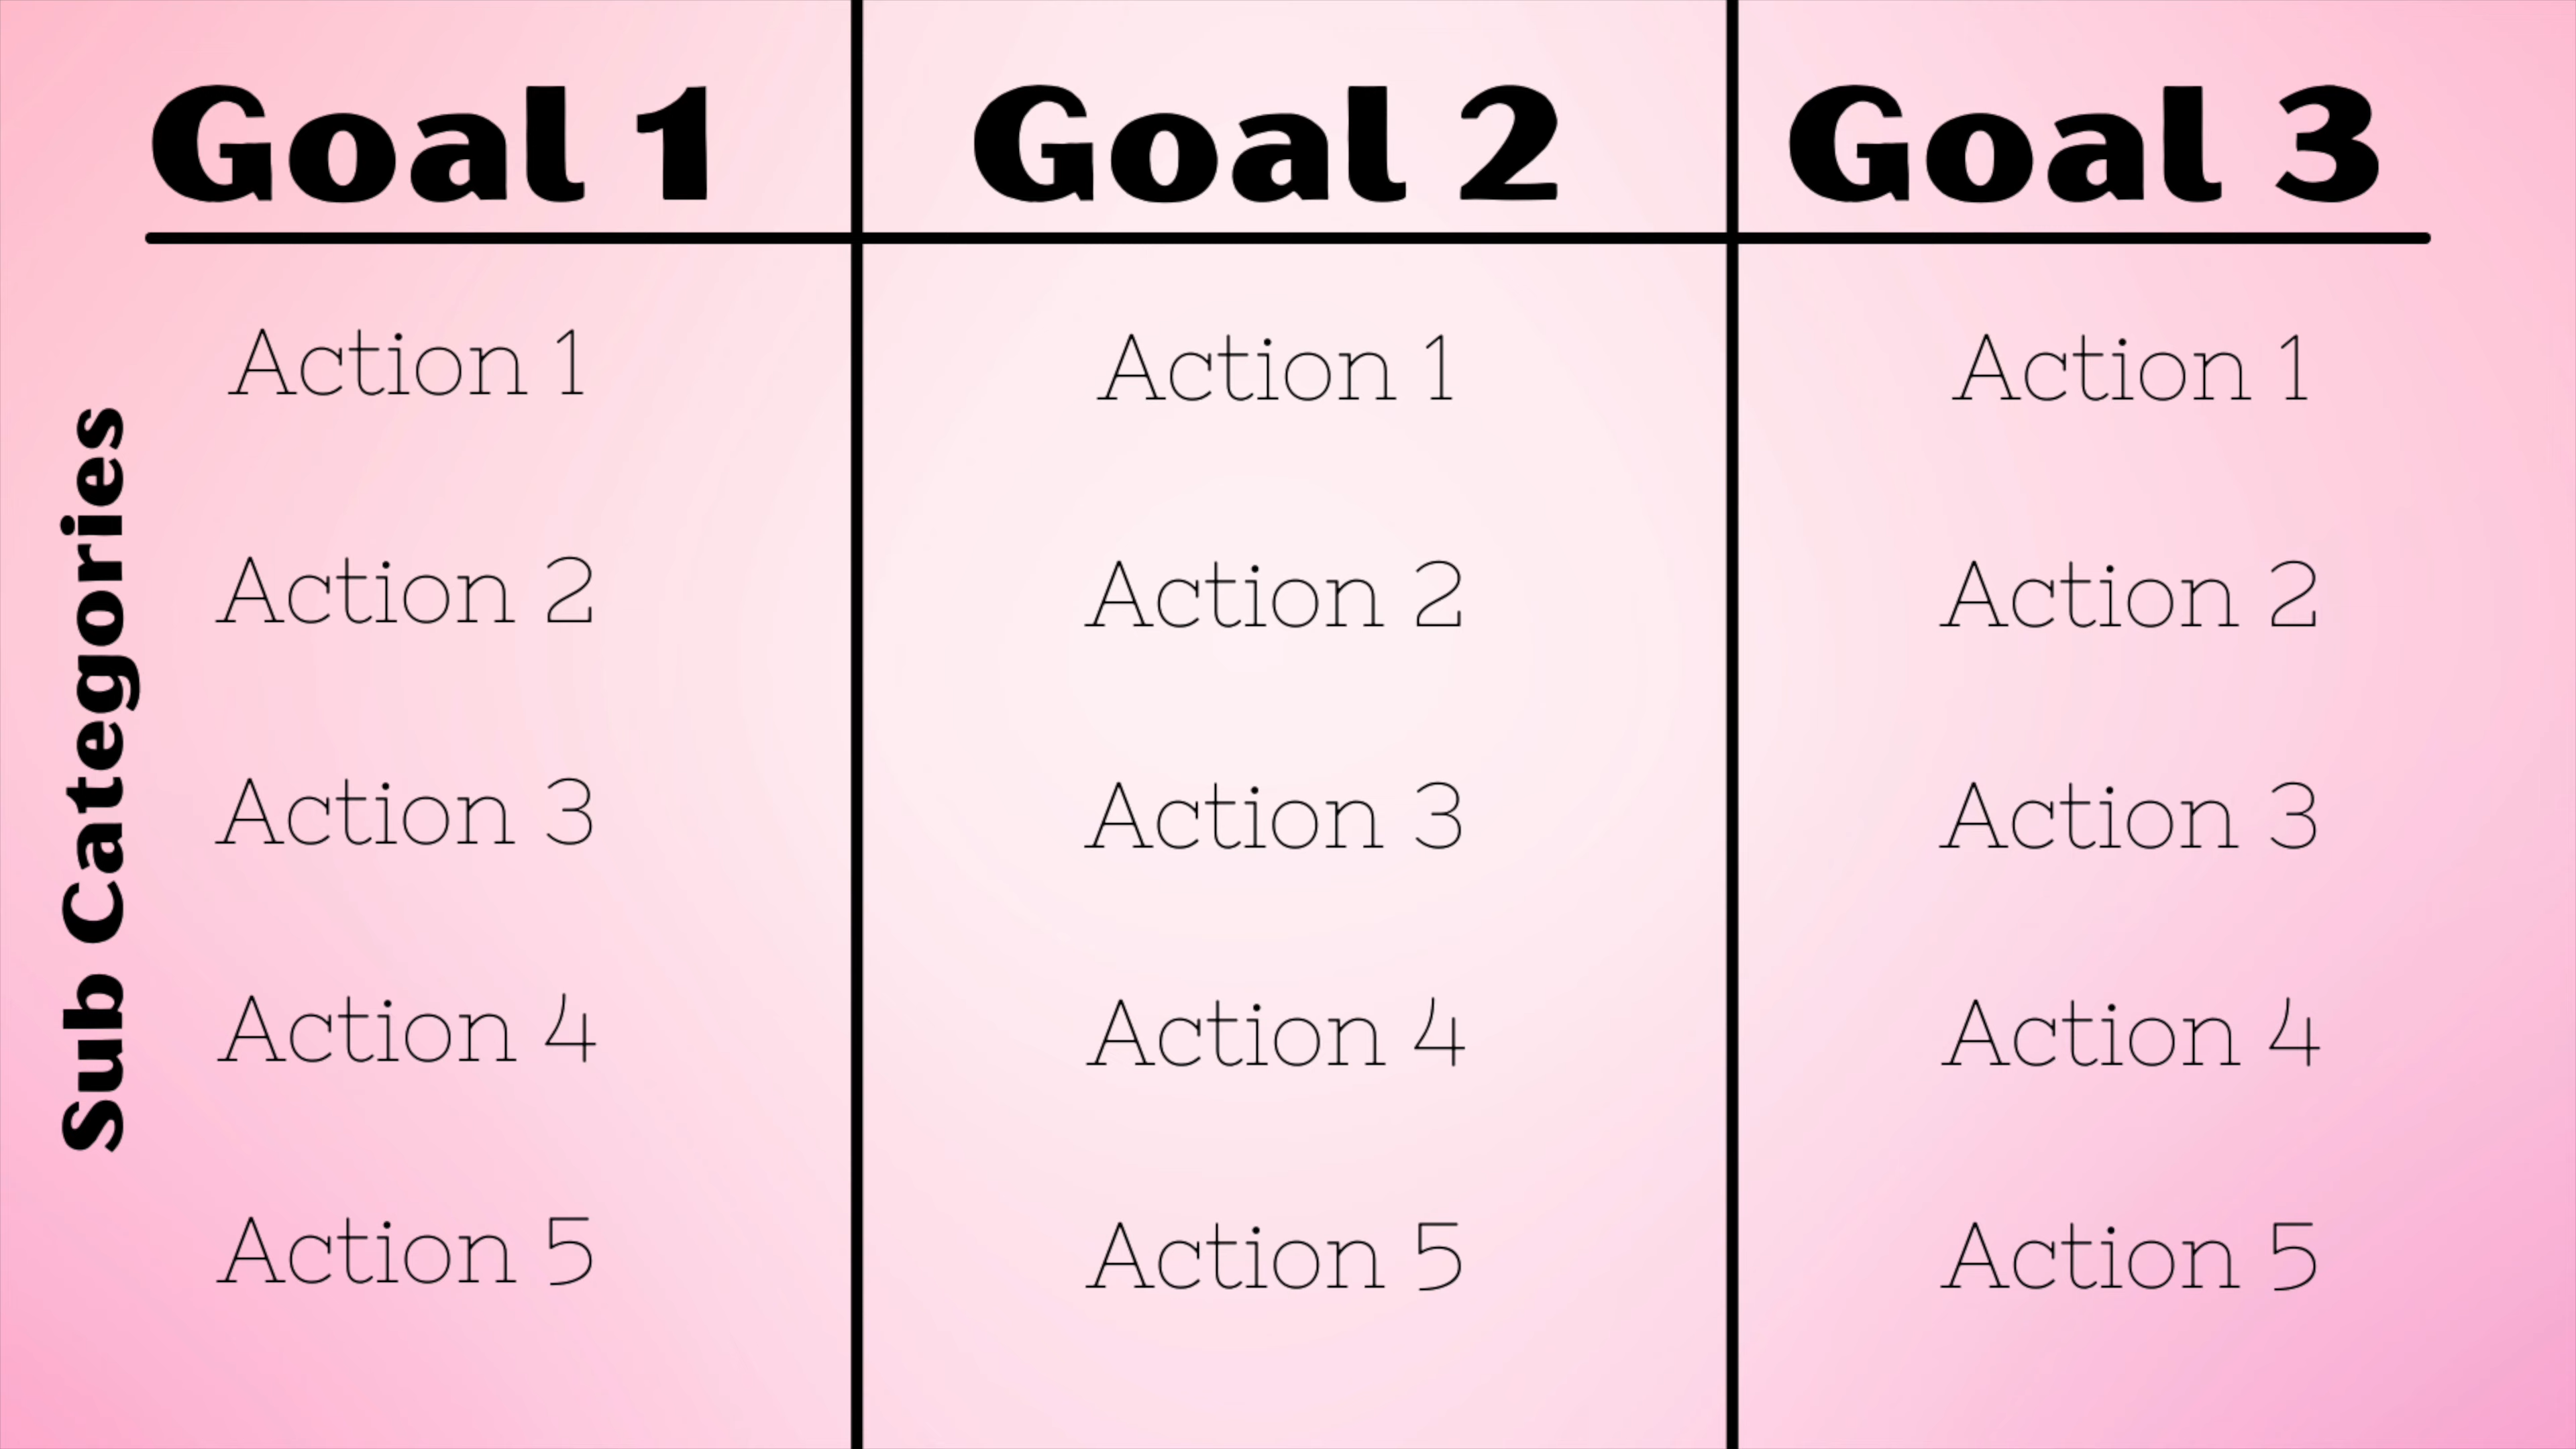 Goal 1 Goal 2 Goal 3
Sub Categories
Action 1 Action 1 Action 1
Action 2 Action 2 Action 2
Action 3 Action 3 Action 3
Action 4 Action 4 Action 4
Action 5 Action 5 Action 5